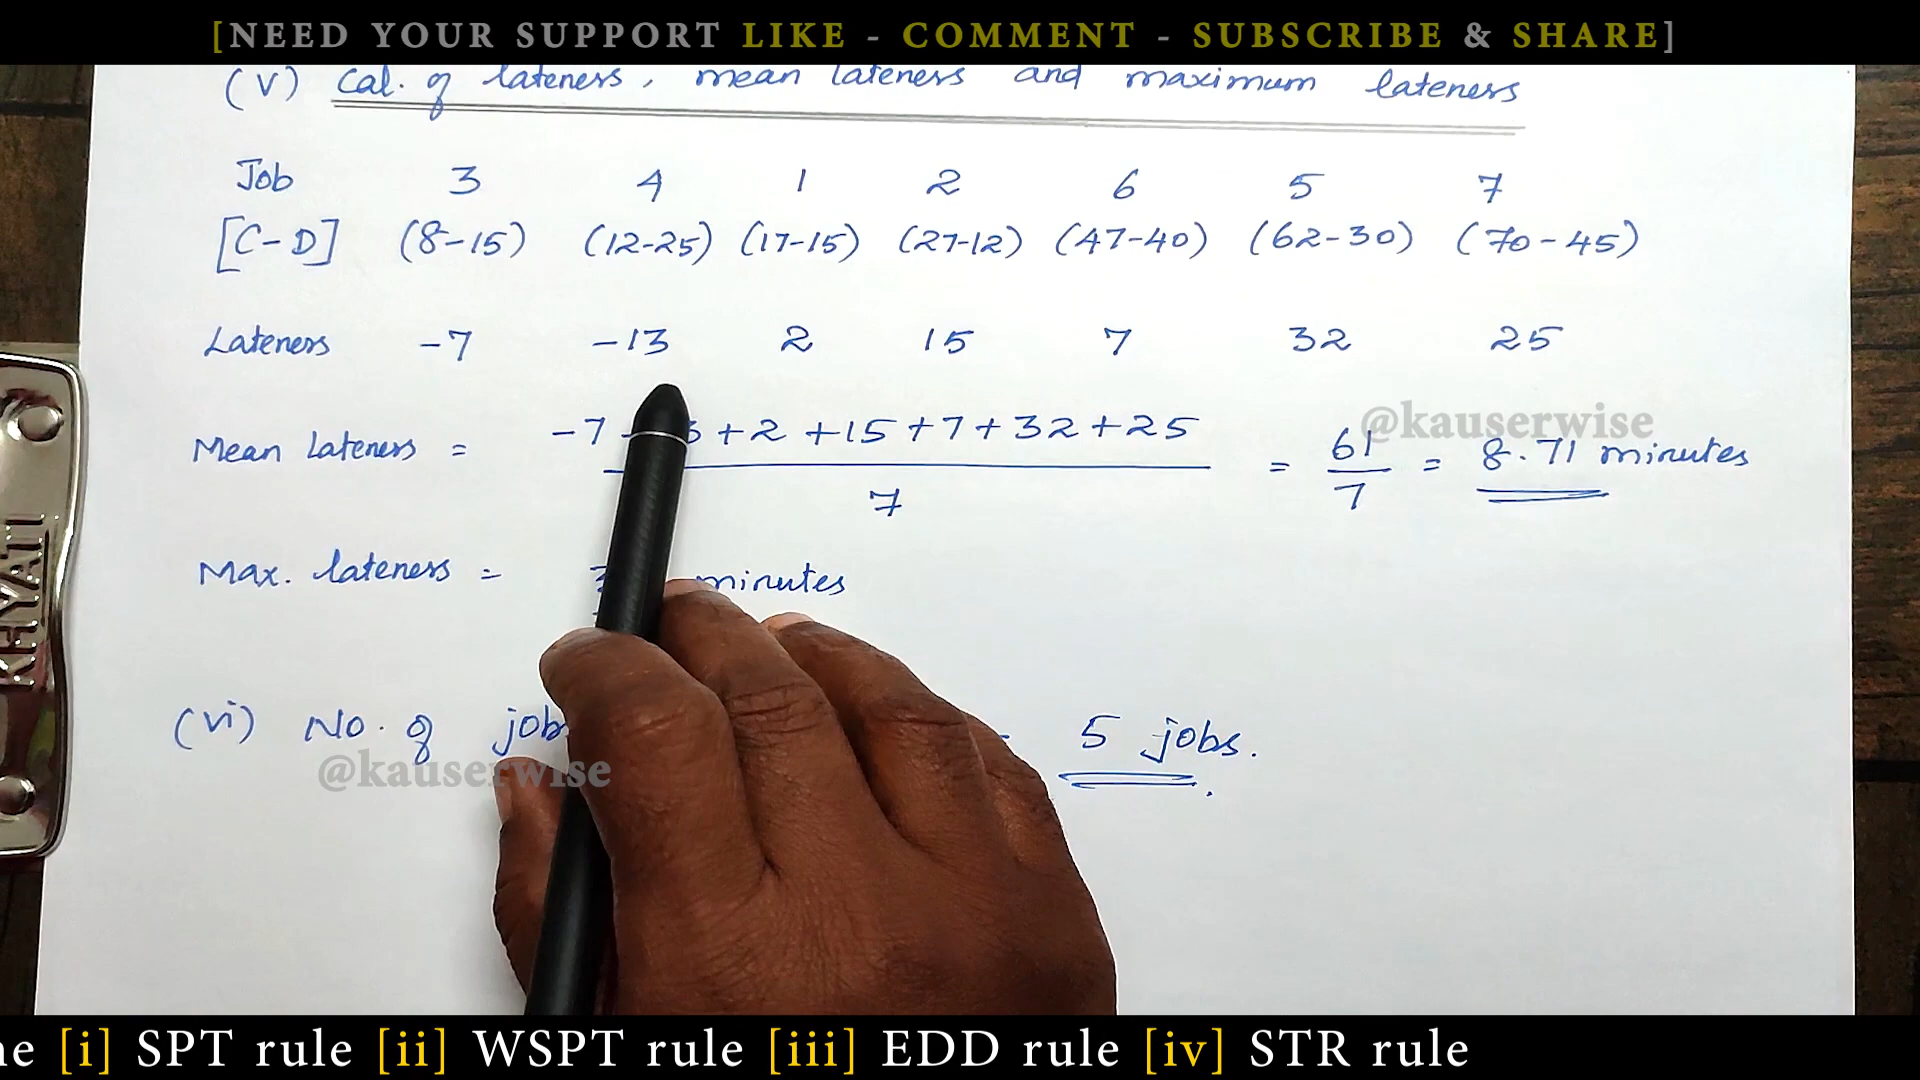 [NEED YOUR SUPPORT LIKE - COMMENT - SUBSCRIBE & SHARE]
(V) Cal. of lateness, mean lateness and maximum lateness
Job 3 4 1 2 6 5 7
[C-D] (8-15) (12-25) (17-15) (27-12) (47-40) (62-30) (70-45)
Lateness -7 -13 2 15 7 32 25
@kauserwise
Mean lateness = -7 +2 +15+7+32+25 / 7 = 61/7 = 8.71 minutes
Max. lateness = minutes
(vi) No. of 5 jobs.
@kauserwise
KHYATI
[i] SPT rule [ii] WSPT rule [iii] EDD rule [iv] STR rule